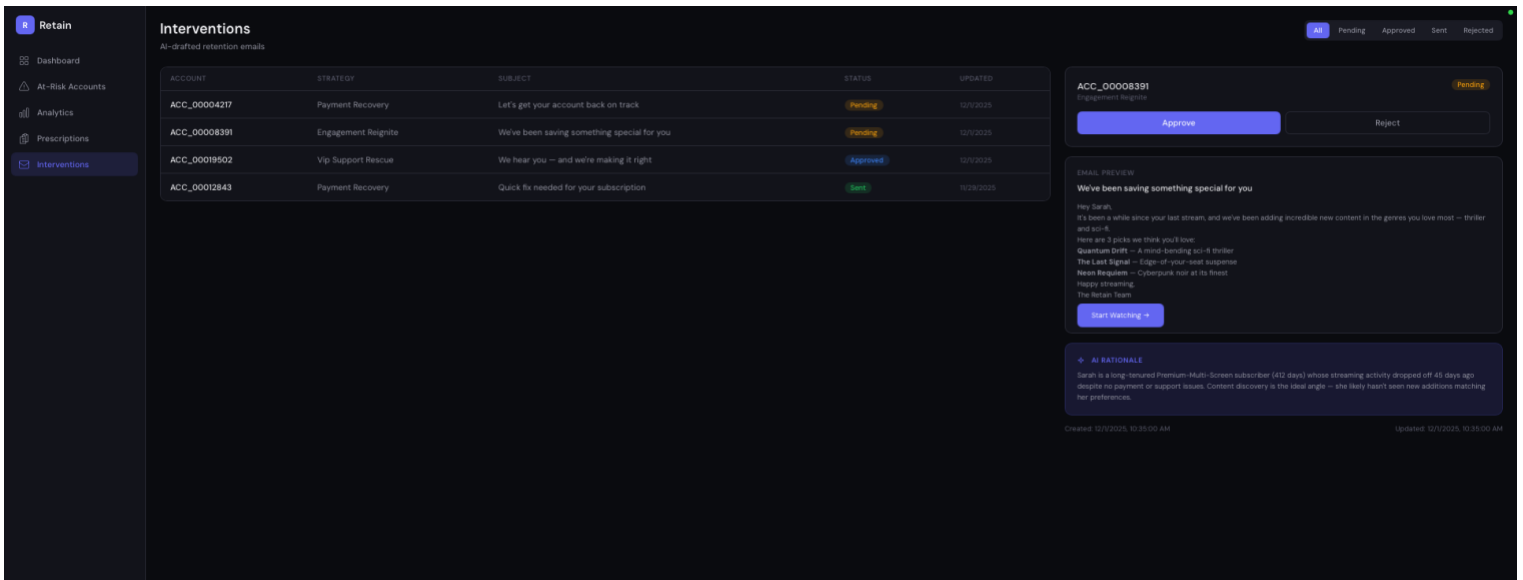 R Retain
Dashboard
At-Risk Accounts
Analytics
Prescriptions
Interventions
Interventions
AI-drafted retention emails
All Pending Approved Sent Rejected
ACCOUNT STRATEGY SUBJECT STATUS UPDATED
ACC_00004217 Payment Recovery Let's get your account back on track Pending 12/1/2025
ACC_00008391 Engagement Reignite We've been saving something special for you Pending 12/1/2025
ACC_00019502 Vip Support Rescue We hear you — and we're making it right Approved 12/1/2025
ACC_00012843 Payment Recovery Quick fix needed for your subscription Sent 11/29/2025
ACC_00008391 Pending
Engagement Reignite
Approve Reject
EMAIL PREVIEW
We've been saving something special for you
Hey Sarah,
It's been a while since your last stream, and we've been adding incredible new content in the genres you love most — thriller
and sci-fi.
Here are 3 picks we think you'll love:
Quantum Drift — A mind-bending sci-fi thriller
The Last Signal — Edge-of-your-seat suspense
Neon Requiem — Cyberpunk noir at its finest
Happy streaming,
The Retain Team
Start Watching →
AI RATIONALE
Sarah is a long-tenured Premium-Multi-Screen subscriber (412 days) whose streaming activity dropped off 45 days ago
despite no payment or support issues. Content discovery is the ideal angle — she likely hasn't seen new additions matching
her preferences.
Created: 12/1/2025, 10:35:00 AM Updated: 12/1/2025, 10:35:00 AM